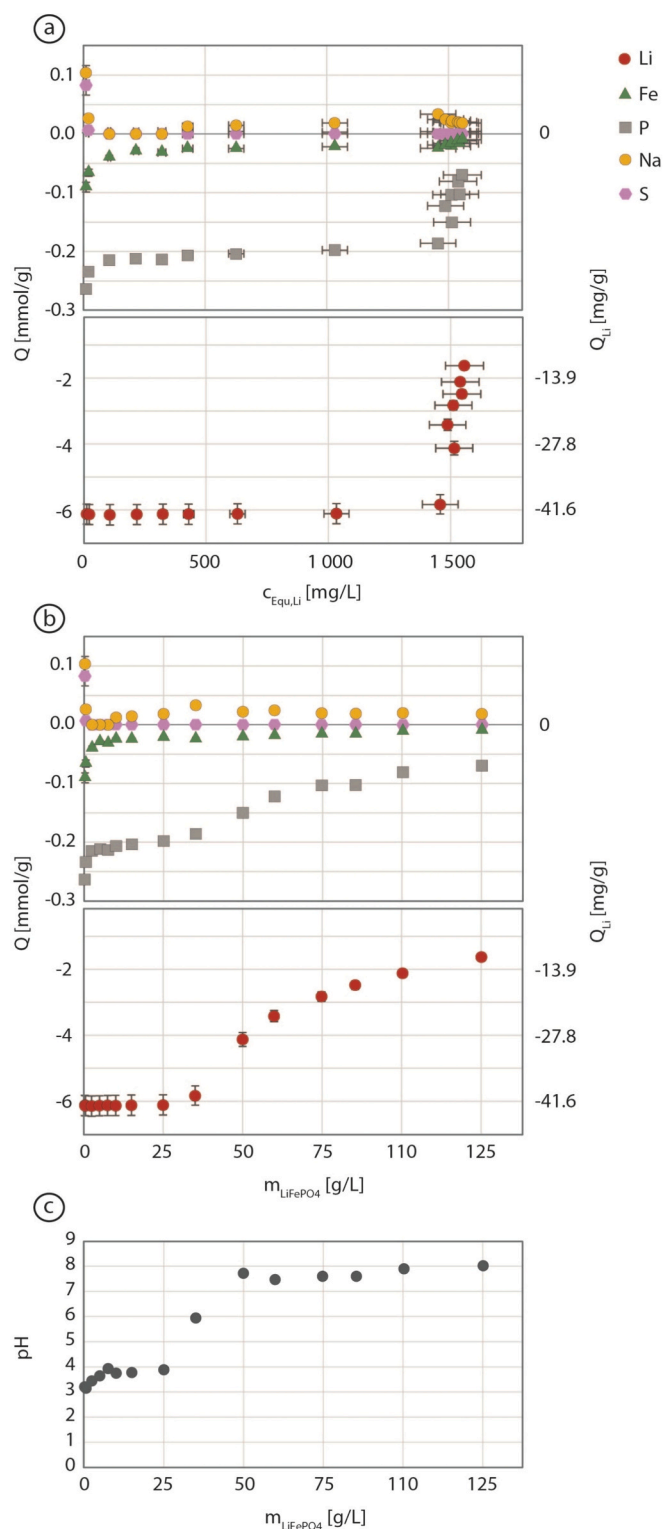 a
Li
Fe
P
Na
S
0.1
0.0
-0.1
-0.2
-0.3
0
Q [mmol/g]
Q_Li [mg/g]
-2
-4
-6
-13.9
-27.8
-41.6
0 500 1 000 1 500
c_Equ,Li [mg/L]
b
0.1
0.0
-0.1
-0.2
-0.3
0
Q [mmol/g]
Q_Li [mg/g]
-2
-4
-6
-13.9
-27.8
-41.6
0 25 50 75 110 125
m_LiFePO4 [g/L]
c
9
8
7
6
5
4
3
2
1
0
pH
0 25 50 75 110 125
m_LiFePO4 [g/L]